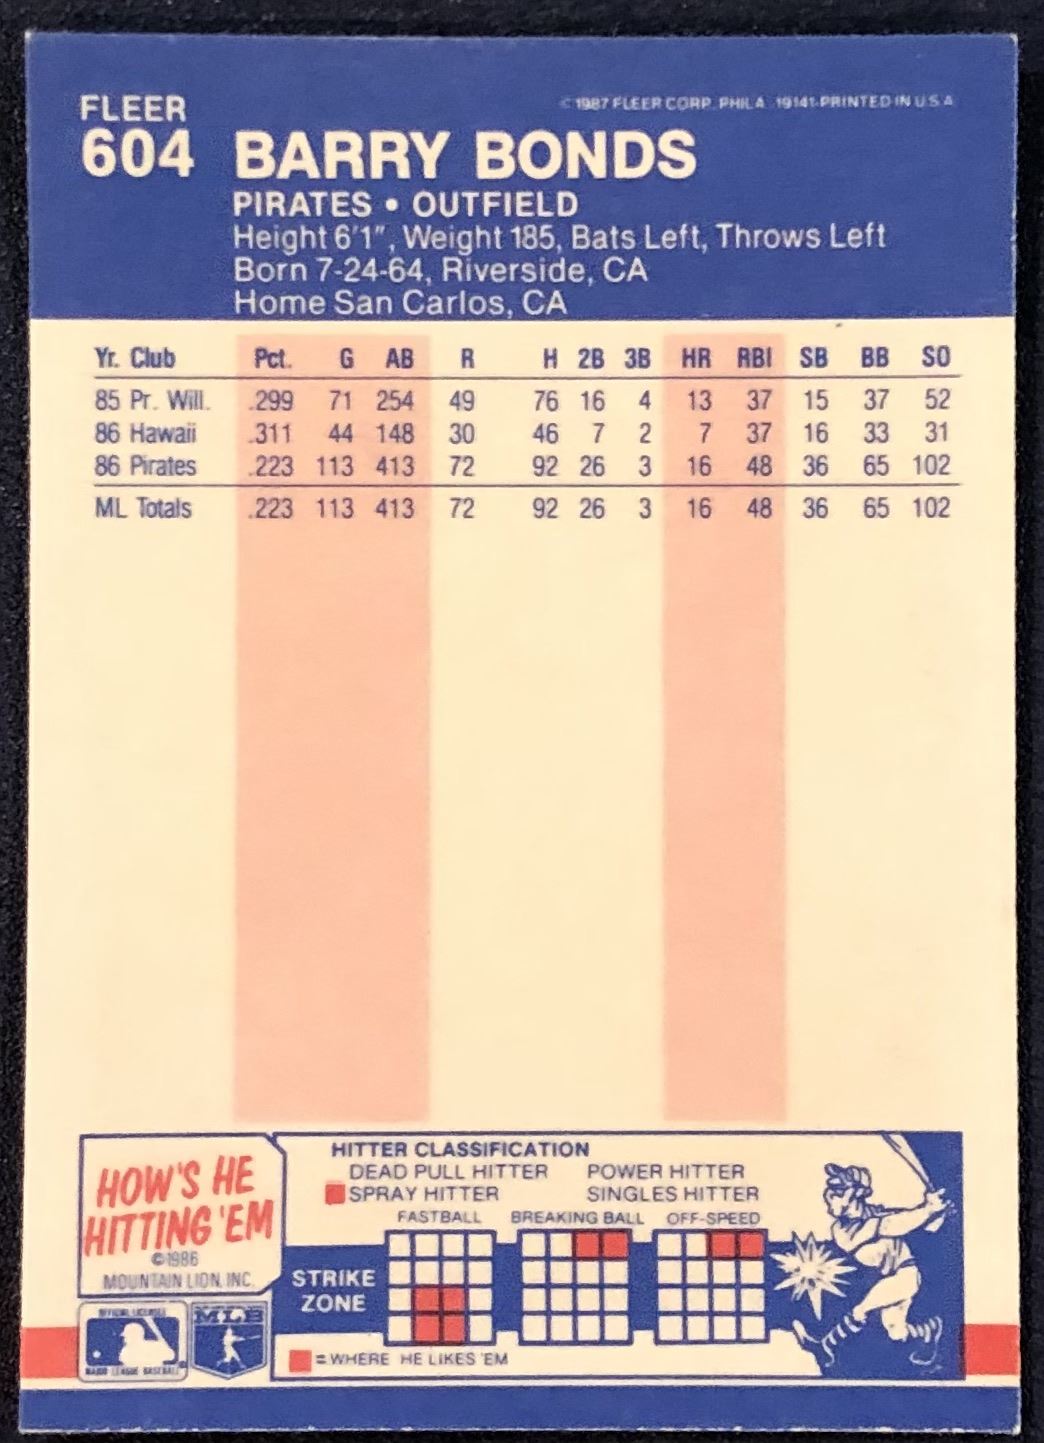 FLEER
© 1987 FLEER CORP. PHILA. 19141-PRINTED IN U.S.A.
604 BARRY BONDS
PIRATES • OUTFIELD
Height 6'1", Weight 185, Bats Left, Throws Left
Born 7-24-64, Riverside, CA
Home San Carlos, CA
Yr. Club Pct. G AB R H 2B 3B HR RBI SB BB SO
85 Pr. Will. .299 71 254 49 76 16 4 13 37 15 37 52
86 Hawaii .311 44 148 30 46 7 2 7 37 16 33 31
86 Pirates .223 113 413 72 92 26 3 16 48 36 65 102
ML Totals .223 113 413 72 92 26 3 16 48 36 65 102
HOW'S HE
HITTING 'EM
©1986
MOUNTAIN LION, INC.
HITTER CLASSIFICATION
DEAD PULL HITTER POWER HITTER
SPRAY HITTER SINGLES HITTER
FASTBALL BREAKING BALL OFF-SPEED
STRIKE
ZONE
= WHERE HE LIKES 'EM
OFFICIAL LICENSEE
MAJOR LEAGUE BASEBALL